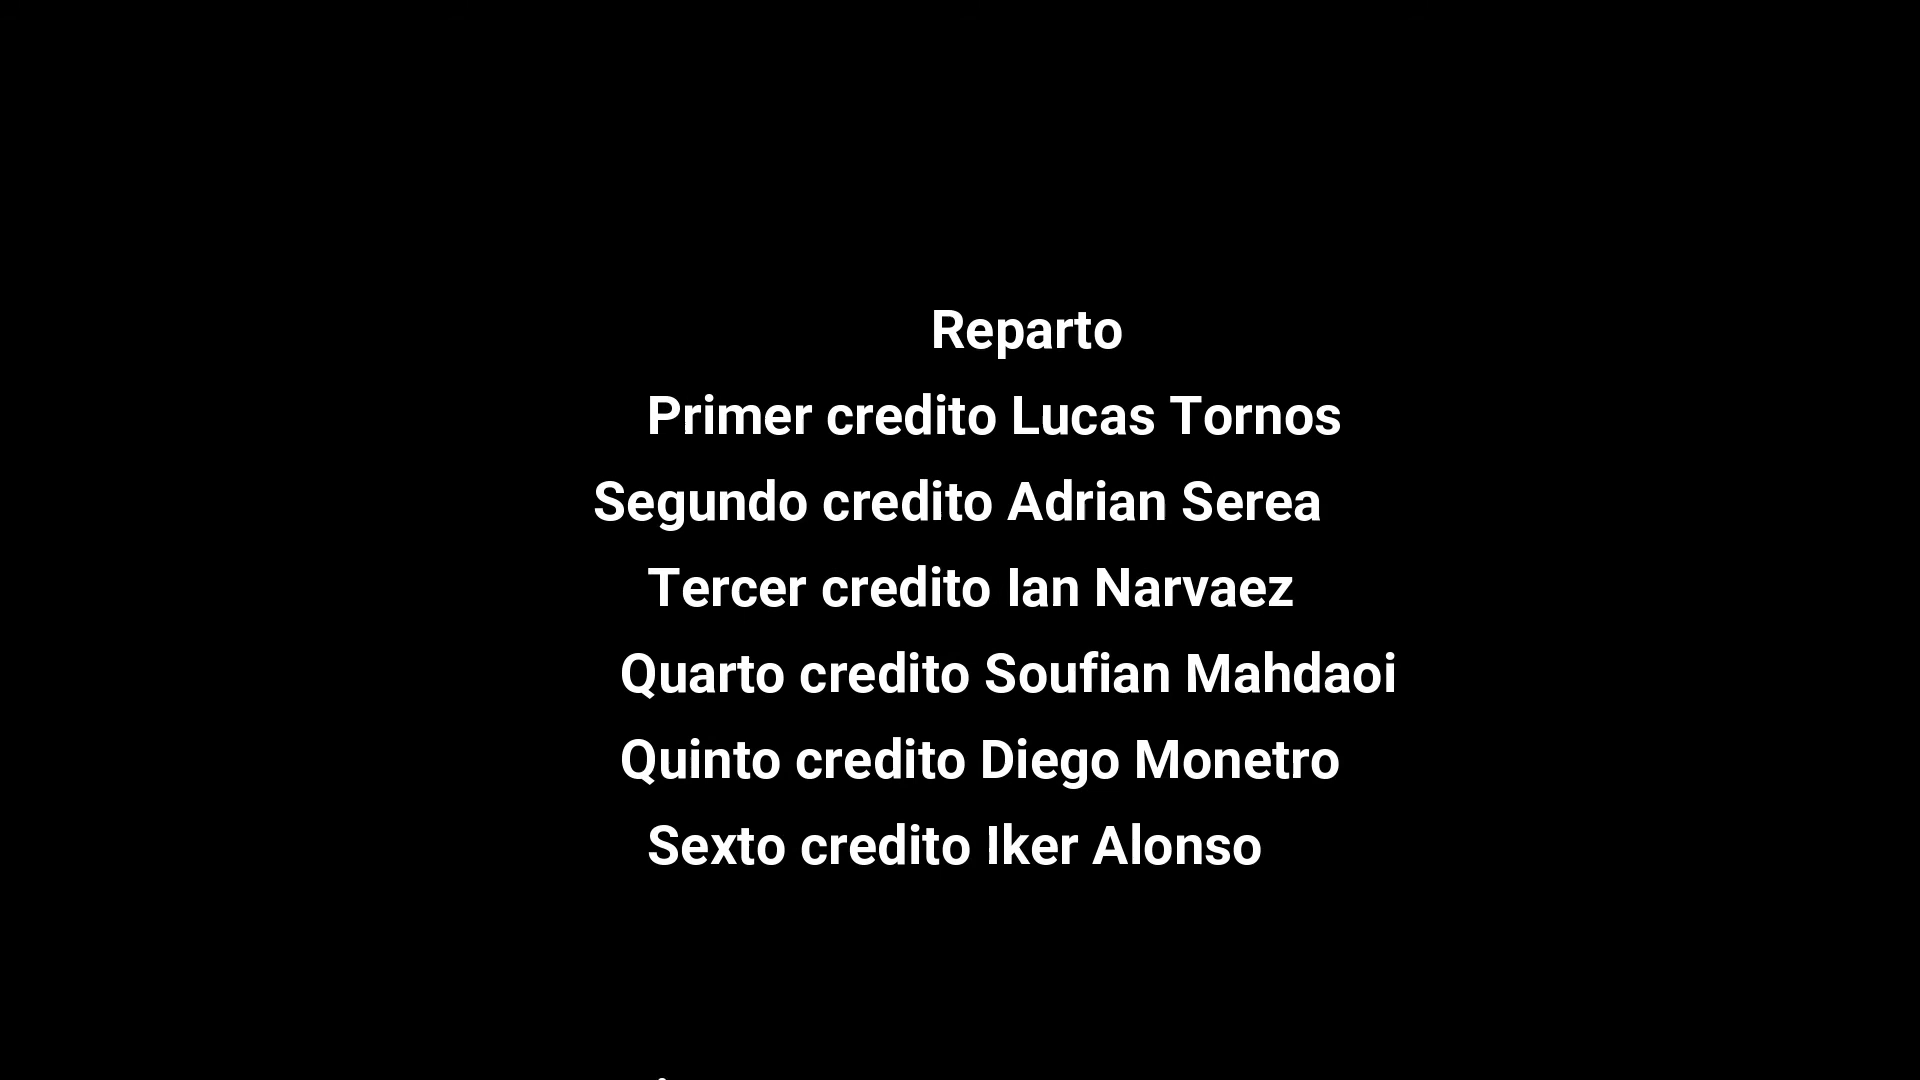 Reparto
Primer credito Lucas Tornos
Segundo credito Adrian Serea
Tercer credito Ian Narvaez
Quarto credito Soufian Mahdaoi
Quinto credito Diego Monetro
Sexto credito Iker Alonso